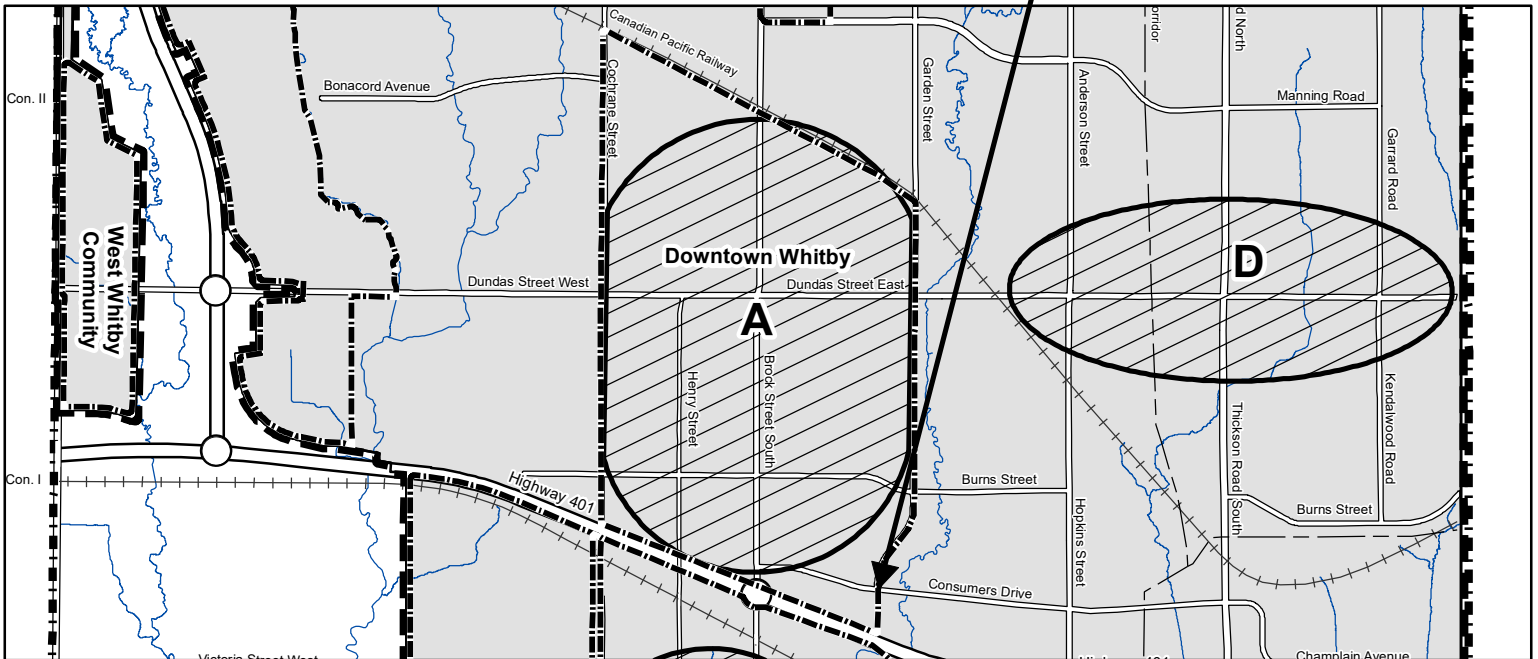 Canadian Pacific Railway
orridor
d North
Con. II
Bonacord Avenue
Cochrane Street
Garden Street
Anderson Street
Manning Road
Garrard Road
West Whitby
Community
Downtown Whitby
D
Dundas Street West
Dundas Street East
A
Henry Street
Brock Street South
Thickson Road South
Kendalwood Road
Con. I
Highway 401
Burns Street
Burns Street
Hopkins Street
Consumers Drive
Victoria Street West
Champlain Avenue